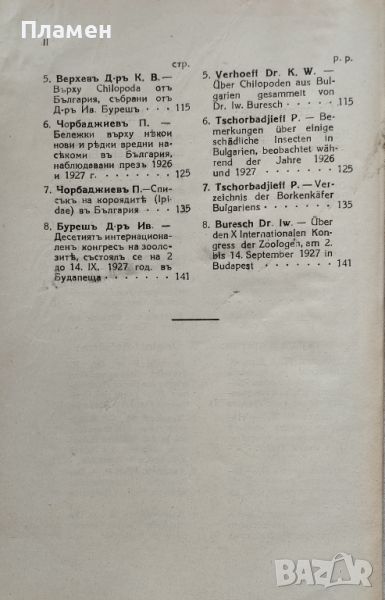 Пламен
II
стр.
5. Верхевъ Д-ръ К. В.—
Върху Chilopoda отъ
България, събрани отъ
Д-ръ Ив. Бурешъ · · · 115
6. Чорбаджиевъ П. —
Бележки върху нѣкои
нови и рѣдки вредни на-
сѣкоми въ България,
наблюдовани презъ 1926
и 1927 г. · · · · · · · 125
7. Чорбаджиевъ П.—Спи-
съкъ на короядитѣ (Ipi-
dae) въ България · · · 135
8. Бурешъ Д-ръ Ив. —
Десетиятъ интернациона-
ленъ конгресъ на зооло-
зитѣ, състоялъ се на 2
до 14. IX. 1927 год. въ
Будапеща · · · · · · · 141
p. p.
5. Verhoeff Dr. K. W. —
Über Chilopoden aus Bul-
garien gesammelt von
Dr. Iw. Buresch · · · · 115
6. Tschorbadjieff P. — Be-
merkungen über einige
schädliche Insecten in
Bulgarien, beobachtet wäh-
rend der Jahre 1926
und 1927 · · · · · · · 125
7. Tschorbadjieff P. — Ver-
zeichnis der Borkenkäfer
Bulgariens · · · · · · 135
8. Buresch Dr. Iw. — Über
den X Internationalen Kon-
gress der Zoologen, am 2.
bis 14. September 1927 in
Budapest · · · · · · · 141
BAZAR